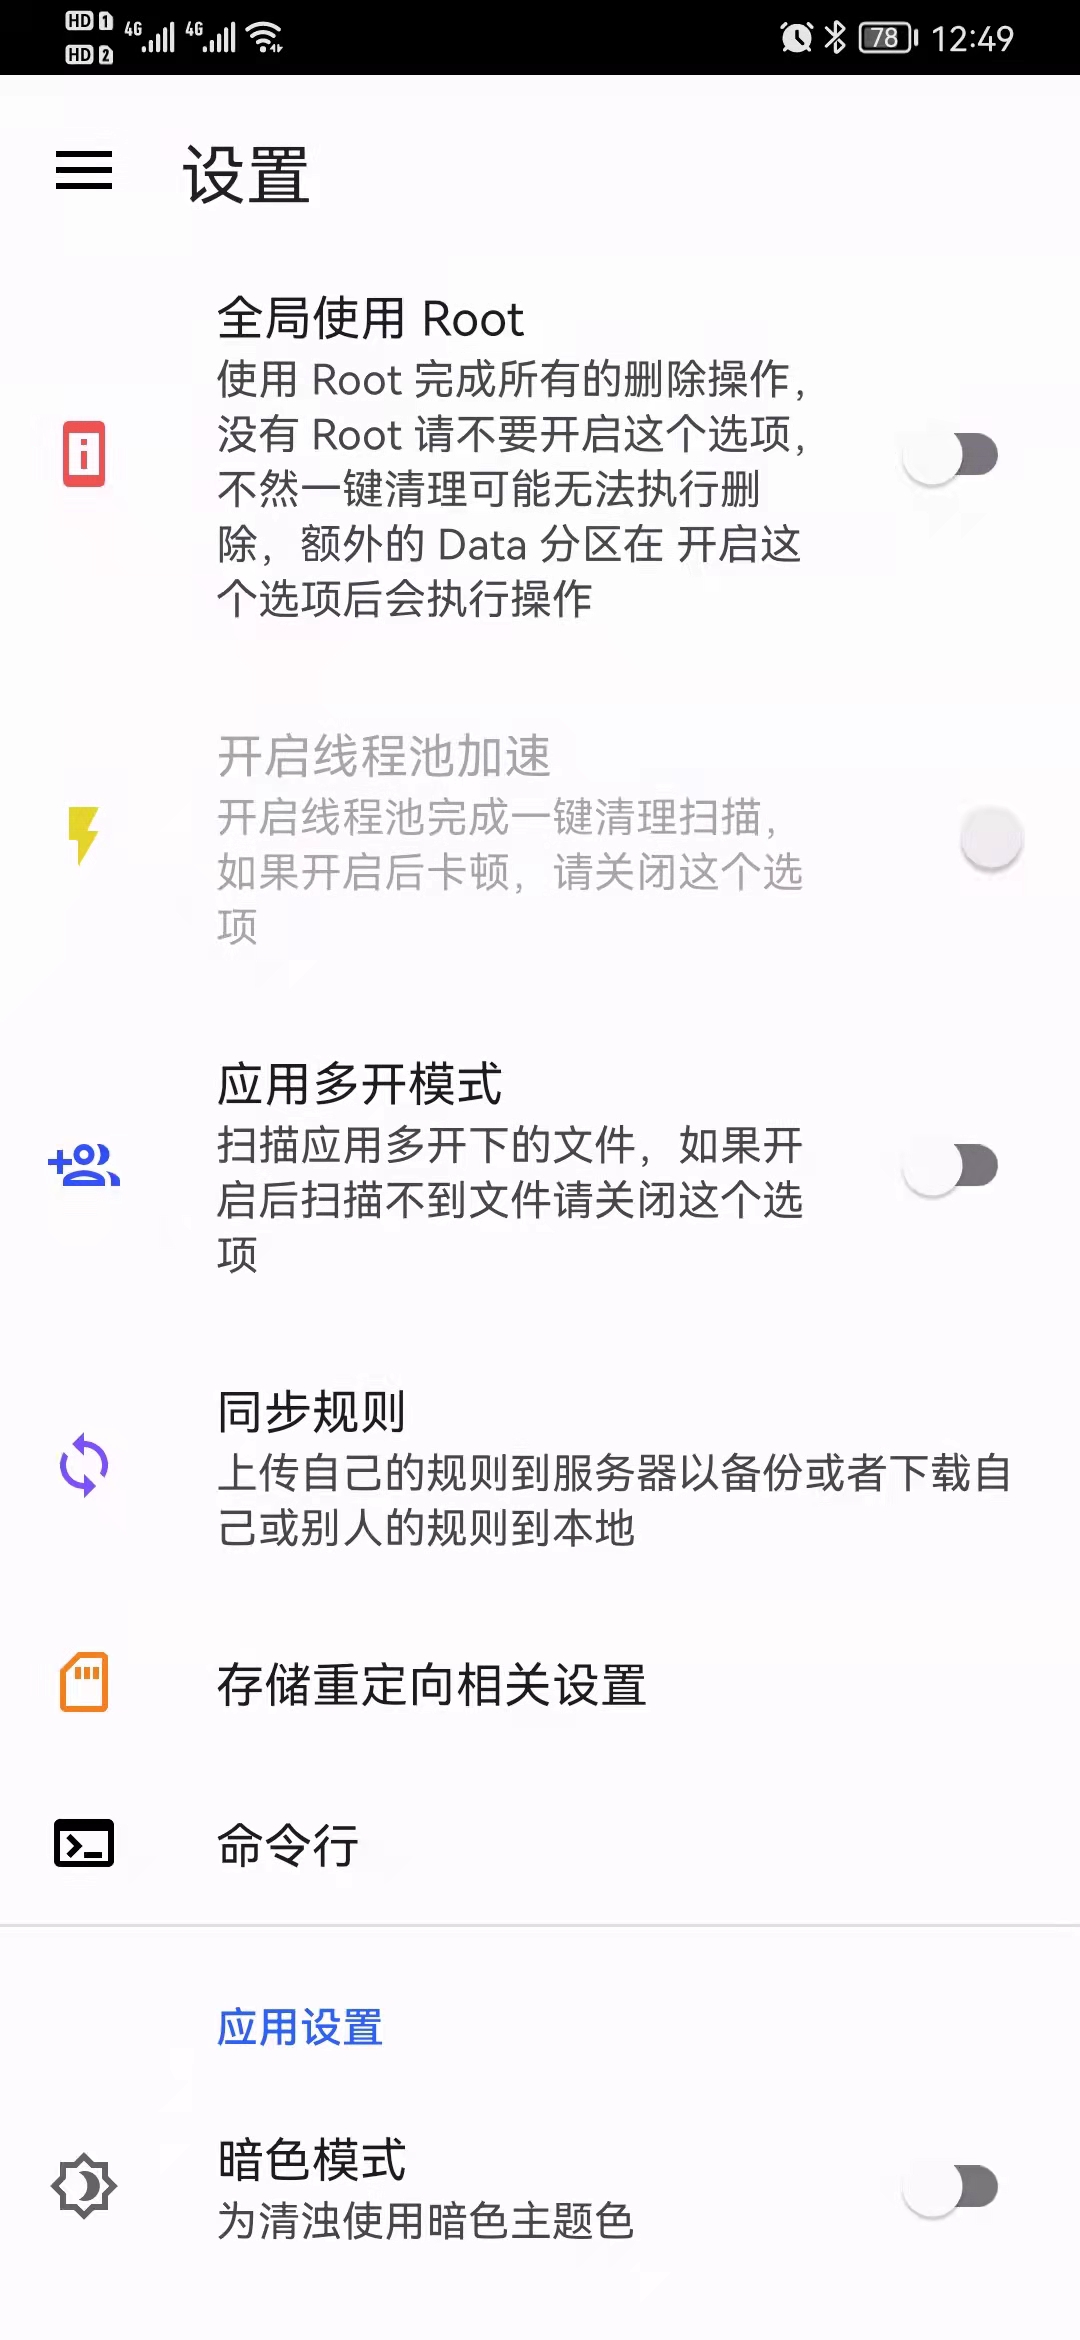 HD 1 4G 4G 78 12:49
HD 2
设置
全局使用 Root
使用 Root 完成所有的删除操作，
没有 Root 请不要开启这个选项，
不然一键清理可能无法执行删
除，额外的 Data 分区在 开启这
个选项后会执行操作
开启线程池加速
开启线程池完成一键清理扫描，
如果开启后卡顿，请关闭这个选
项
应用多开模式
扫描应用多开下的文件，如果开
启后扫描不到文件请关闭这个选
项
同步规则
上传自己的规则到服务器以备份或者下载自
己或别人的规则到本地
存储重定向相关设置
命令行
应用设置
暗色模式
为清浊使用暗色主题色